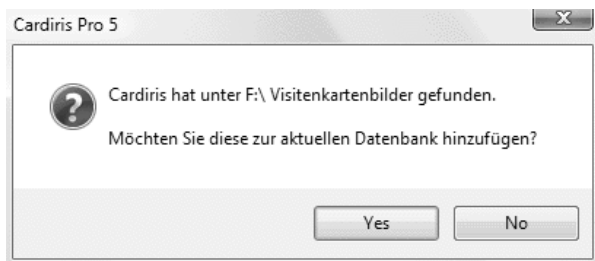 Cardiris Pro 5
X
Cardiris hat unter F:\ Visitenkartenbilder gefunden.
Möchten Sie diese zur aktuellen Datenbank hinzufügen?
?
Yes
No